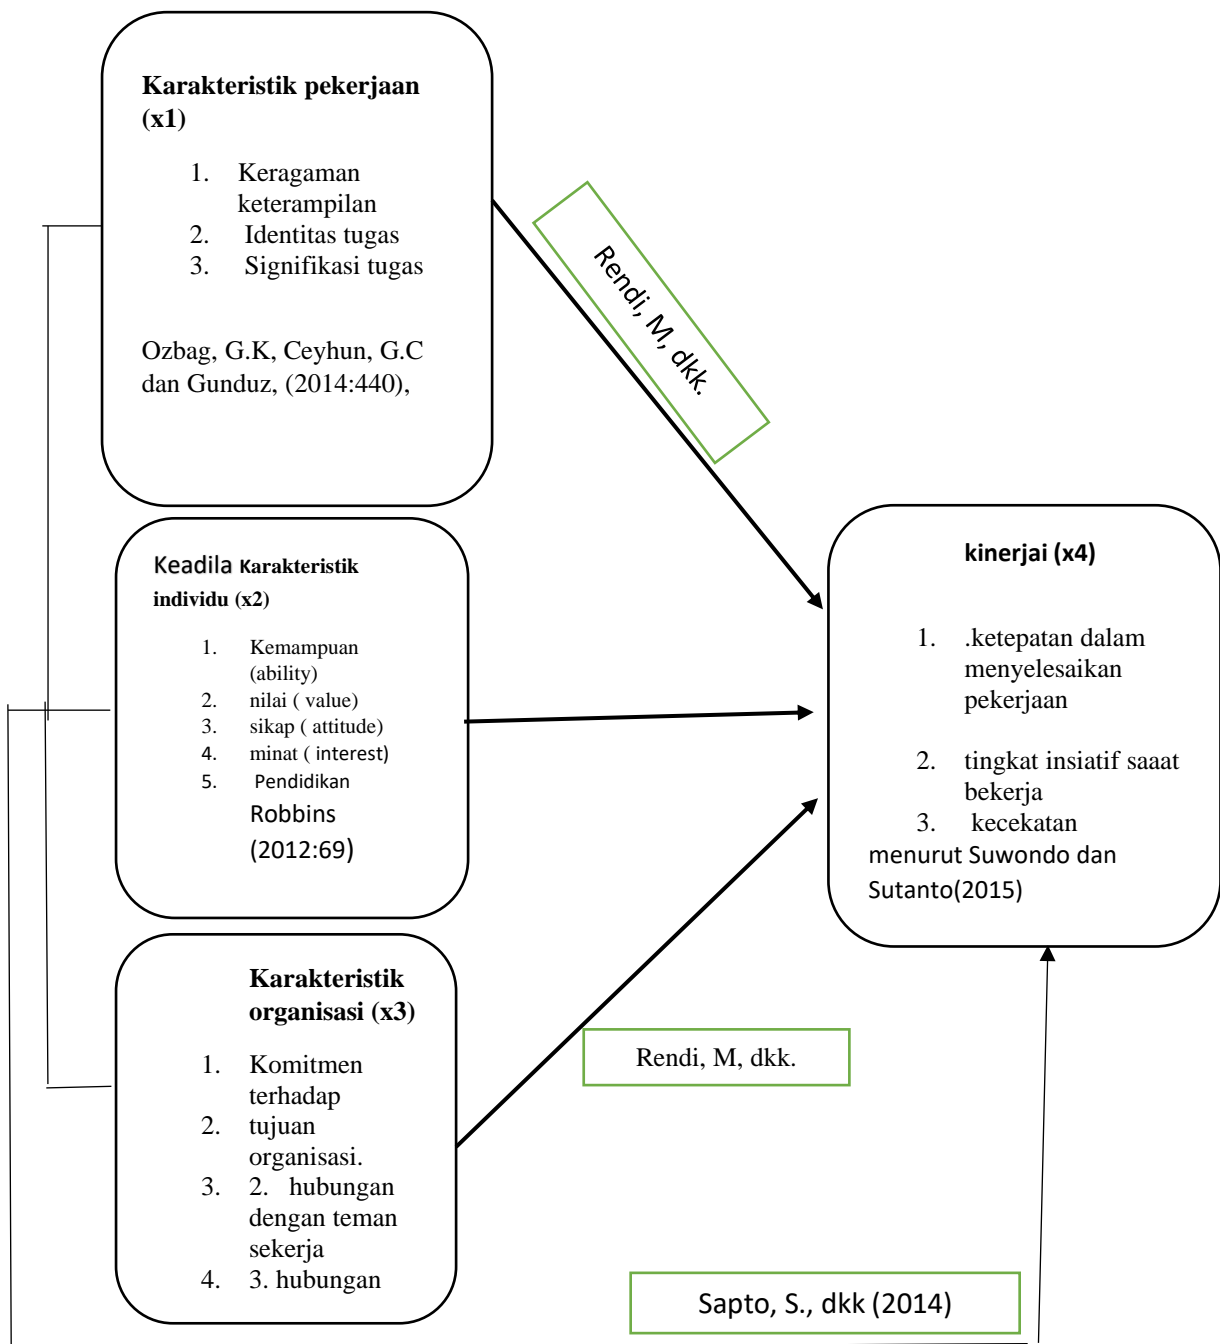 Karakteristik pekerjaan
(x1)
1. Keragaman
keterampilan
2. Identitas tugas
3. Signifikasi tugas
Ozbag, G.K, Ceyhun, G.C
dan Gunduz, (2014:440),
Rendi, M, dkk.
Keadila Karakteristik
individu (x2)
1. Kemampuan
(ability)
2. nilai ( value)
3. sikap ( attitude)
4. minat ( interest)
5. Pendidikan
Robbins
(2012:69)
kinerjai (x4)
1. .ketepatan dalam
menyelesaikan
pekerjaan
2. tingkat insiatif saaat
bekerja
3. kecekatan
menurut Suwondo dan
Sutanto(2015)
Karakteristik
organisasi (x3)
1. Komitmen
terhadap
2. tujuan
organisasi.
3. 2. hubungan
dengan teman
sekerja
4. 3. hubungan
Rendi, M, dkk.
Sapto, S., dkk (2014)